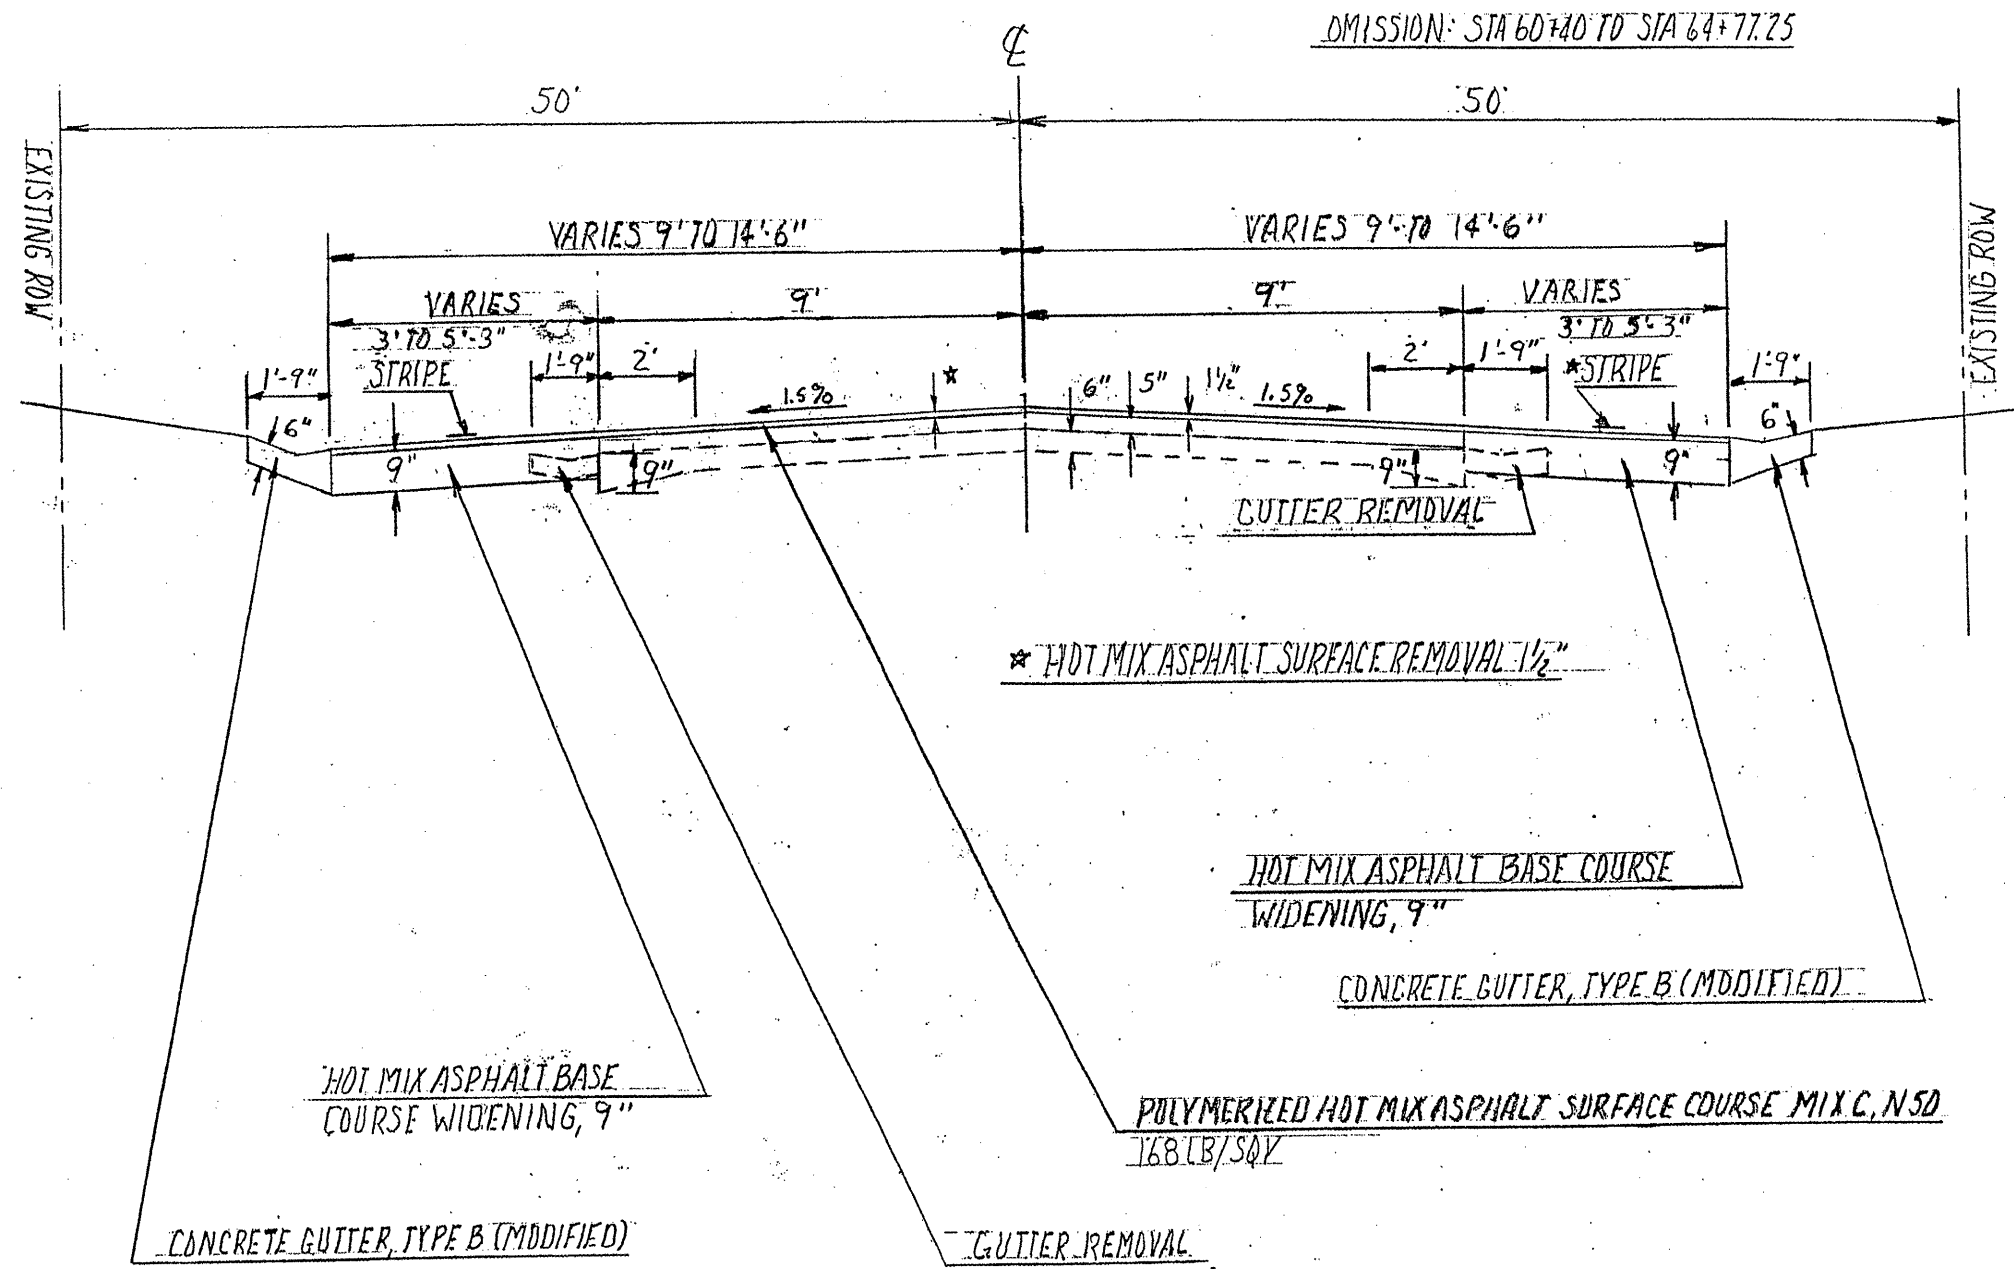 OMISSION: STA 60+40 TO STA 64+77.25
℄
50'
50'
EXISTING ROW
EXISTING ROW
VARIES 9' TO 14'-6"
VARIES 9' TO 14'-6"
VARIES
3' TO 5'-3"
9'
9'
VARIES
3' TO 5'-3"
1'-9"
STRIPE
1'-9"
2'
☆
1.5%
6"
5"
1½"
1.5%
2'
1'-9"
*STRIPE
1'-9"
6"
9"
9"
9"
9"
6"
GUTTER REMOVAL
☆ HOT MIX ASPHALT SURFACE REMOVAL 1½"
HOT MIX ASPHALT BASE COURSE
WIDENING, 9"
CONCRETE GUTTER, TYPE B (MODIFIED)
HOT MIX ASPHALT BASE
COURSE WIDENING, 9"
POLYMERIZED HOT MIX ASPHALT SURFACE COURSE MIX C, N50
168 LB/SQY
CONCRETE GUTTER, TYPE B (MODIFIED)
GUTTER REMOVAL